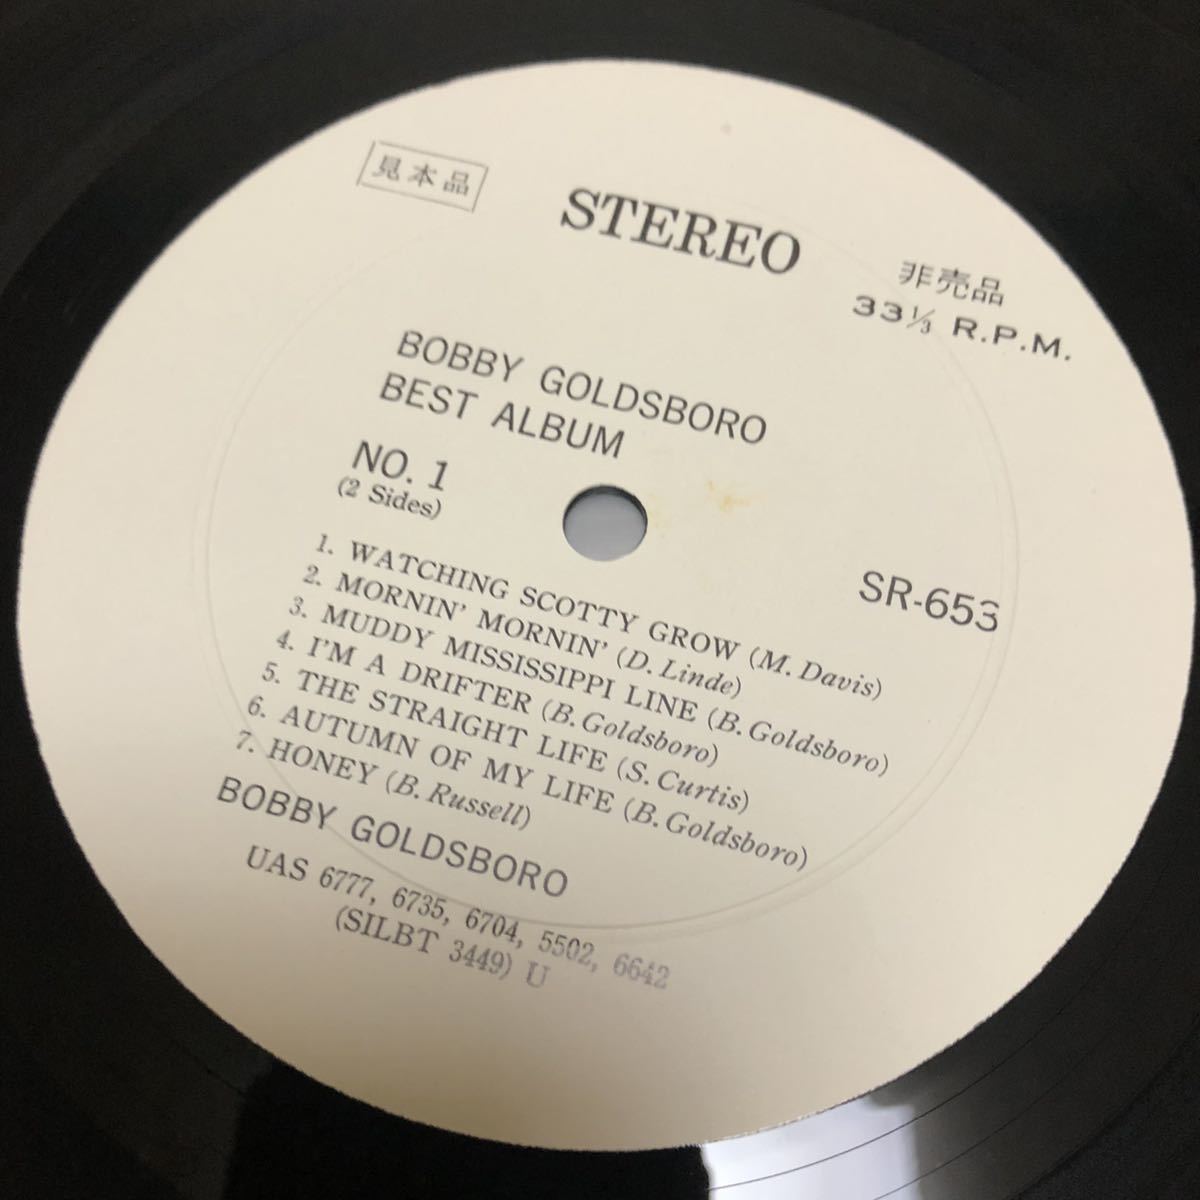 見本品
STEREO
非売品
33⅓ R.P.M.
BOBBY GOLDSBORO
BEST ALBUM
NO. 1
(2 Sides)
SR-653
1. WATCHING SCOTTY GROW (M. Davis)
2. MORNIN' MORNIN' (D. Linde)
3. MUDDY MISSISSIPPI LINE (B. Goldsboro)
4. I'M A DRIFTER (B. Goldsboro)
5. THE STRAIGHT LIFE (S. Curtis)
6. AUTUMN OF MY LIFE (B. Goldsboro)
7. HONEY (B. Russell)
BOBBY GOLDSBORO
UAS 6777, 6735, 6704, 5502, 6642
(SILBT 3449) U